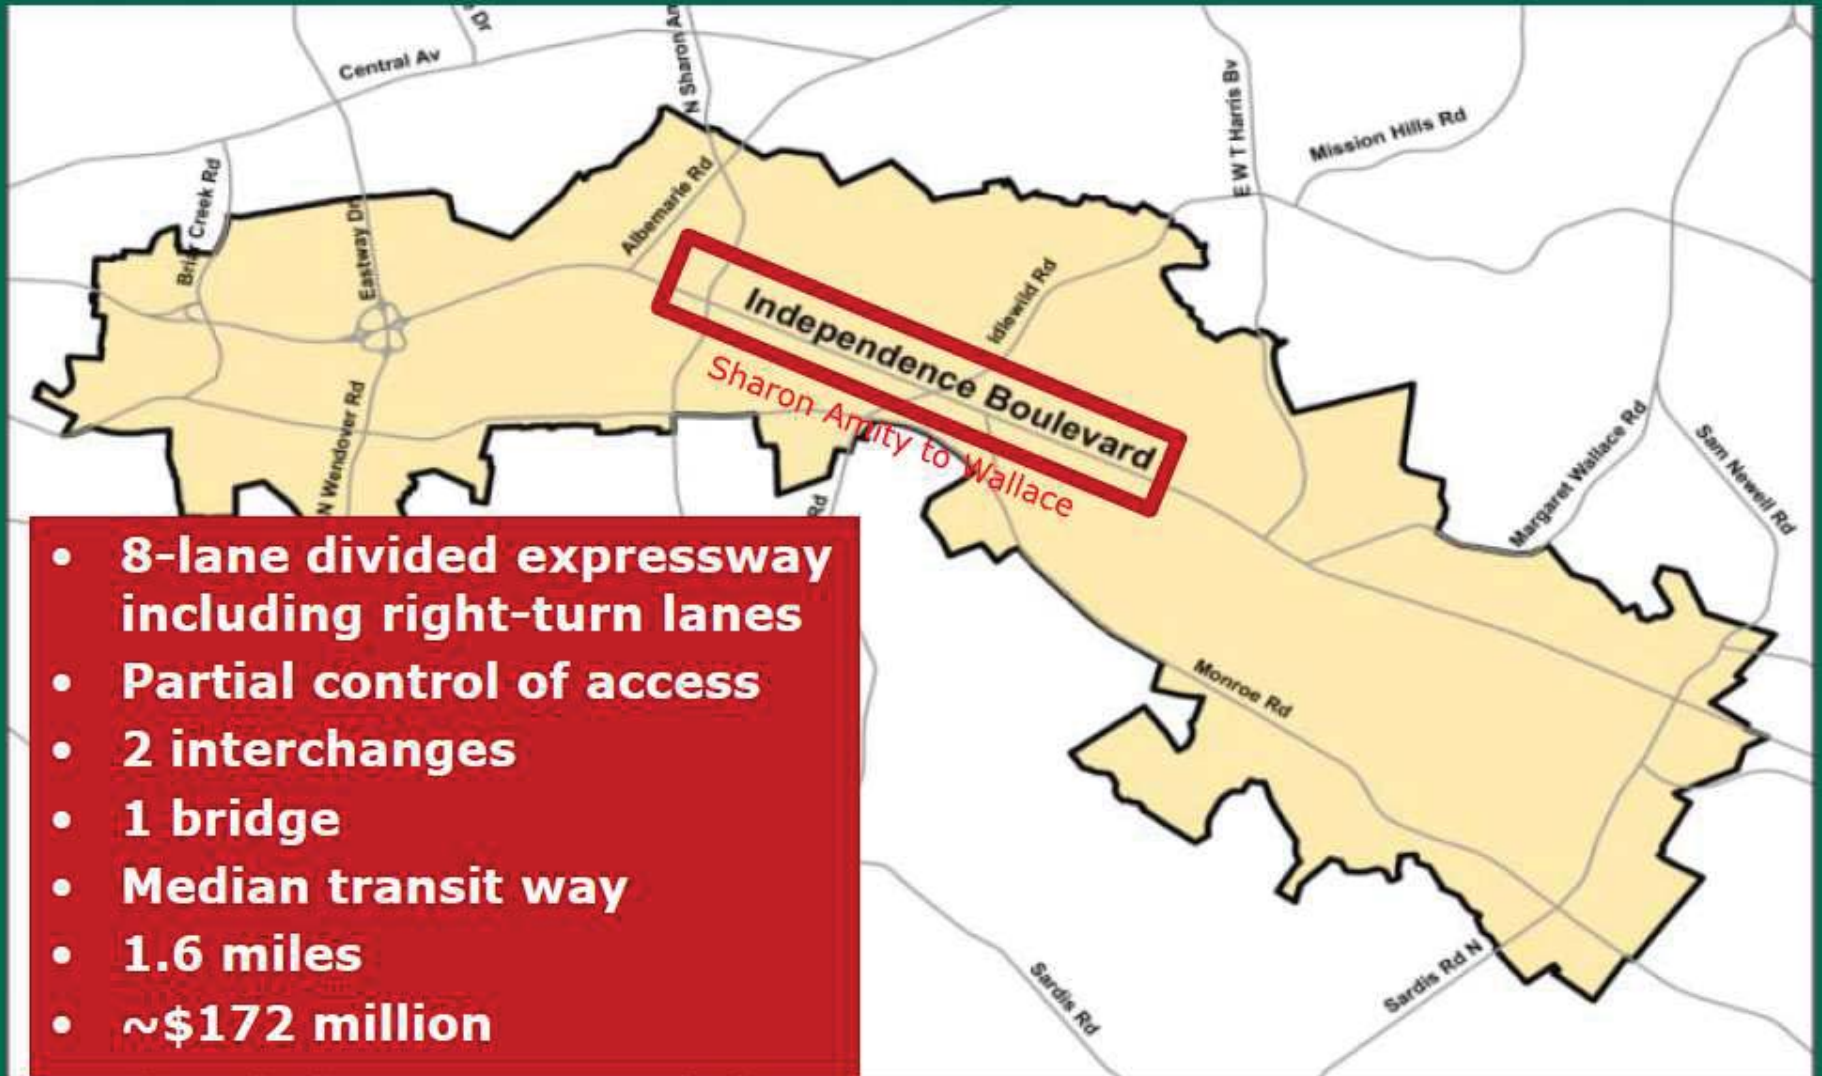 Dr
Central Av
N Sharon Am
E W T Harris Bv
Mission Hills Rd
Briar Creek Rd
Eastway Dr
Albemarle Rd
Idlewild Rd
Independence Boulevard
Sharon Amity to Wallace
N Wendover Rd
Rd
Margaret Wallace Rd
Sam Newell Rd
Monroe Rd
Sardis Rd
Sardis Rd N
• 8-lane divided expressway
including right-turn lanes
• Partial control of access
• 2 interchanges
• 1 bridge
• Median transit way
• 1.6 miles
• ~$172 million